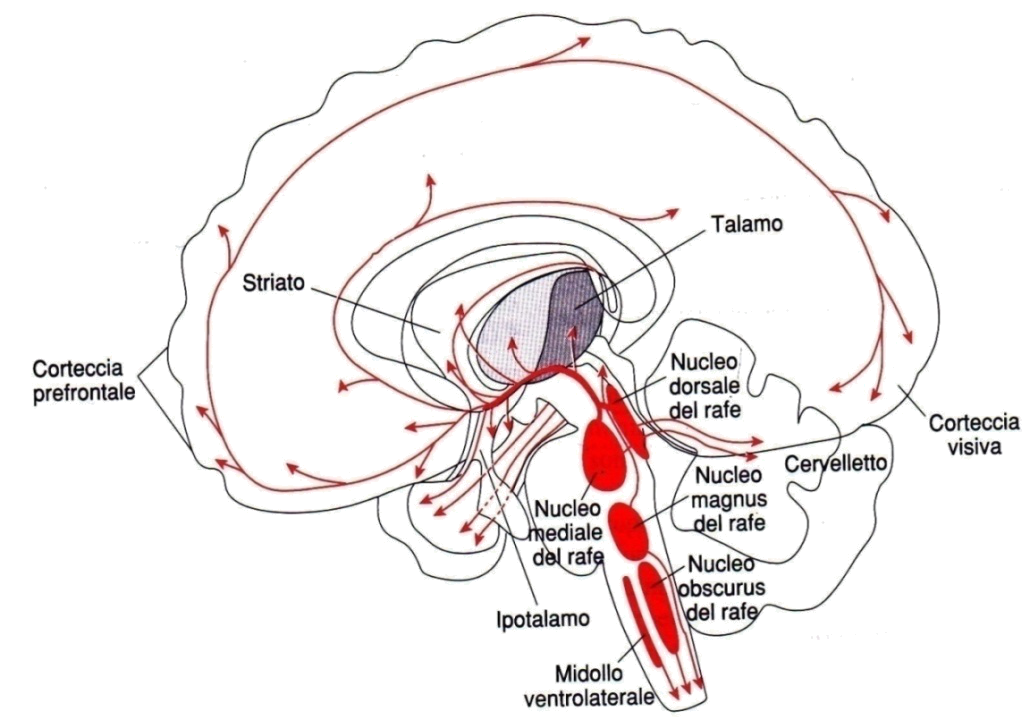 Talamo
Striato
Corteccia
prefrontale
Nucleo
dorsale
del rafe
Corteccia
visiva
Cervelletto
Nucleo
magnus
del rafe
Nucleo
mediale
del rafe
Nucleo
obscurus
del rafe
Ipotalamo
Midollo
ventrolaterale